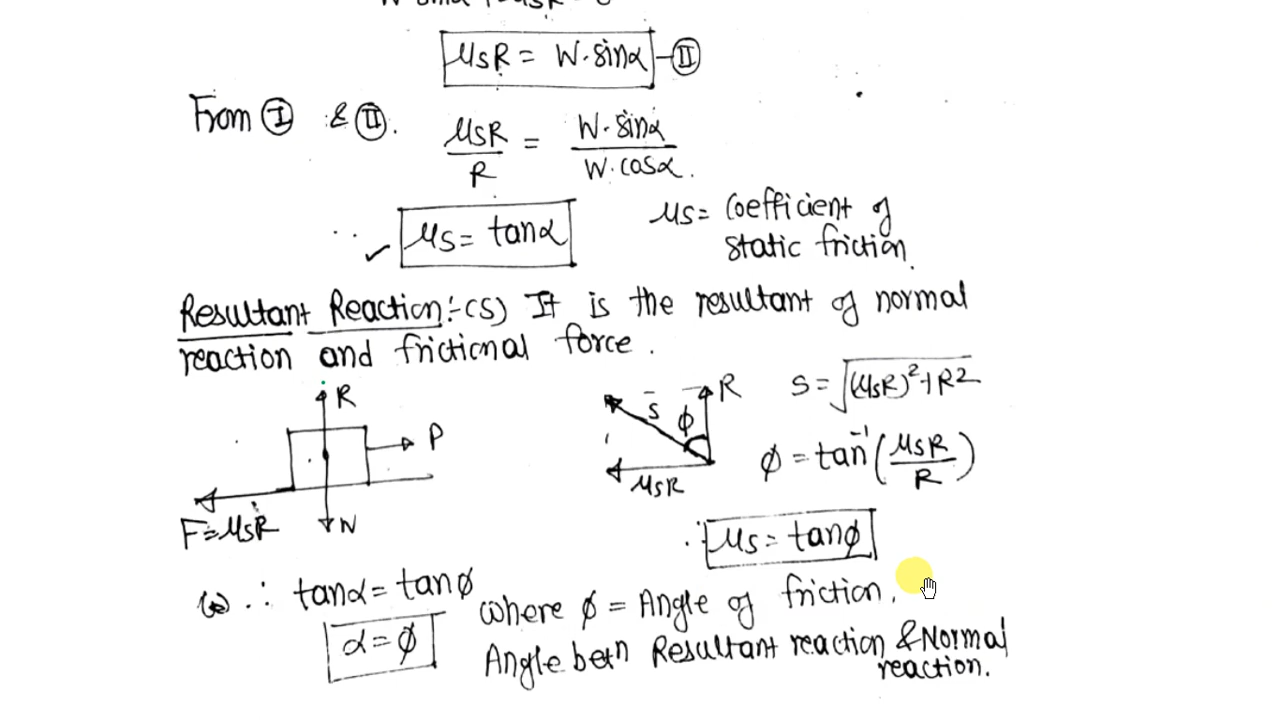 μsR = W·sinα — II
From I & II. μsR/R = W·sinα/W·cosα.
∴ μs = tanα
μs = Coefficient of
static friction.
Resultant Reaction:-(S) It is the resultant of normal
reaction and frictional force.
R
P
F = μsR
W
S
φ
R
μsR
S = √(μsR)²+R2
φ = tan⁻¹(μsR/R)
∴ μs = tanφ
∴ tanα = tanφ
α = φ
where φ = Angle of friction.
Angle betn Resultant reaction & Normal
reaction.